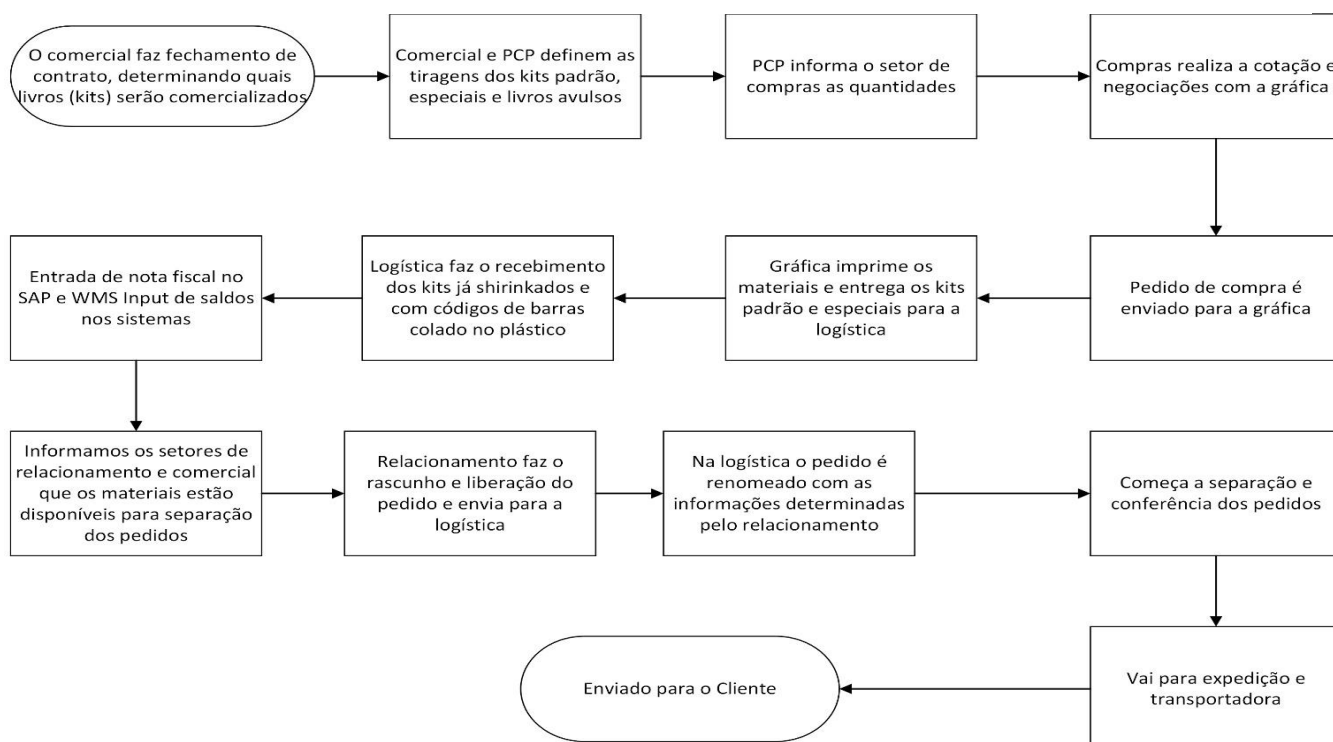 O comercial faz fechamento de
contrato, determinando quais
livros (kits) serão comercializados
Comercial e PCP definem as
tiragens dos kits padrão,
especiais e livros avulsos
PCP informa o setor de
compras as quantidades
Compras realiza a cotação e
negociações com a gráfica
Entrada de nota fiscal no
SAP e WMS Input de saldos
nos sistemas
Logística faz o recebimento
dos kits já shirinkados e
com códigos de barras
colado no plástico
Gráfica imprime os
materiais e entrega os kits
padrão e especiais para a
logística
Pedido de compra é
enviado para a gráfica
Informamos os setores de
relacionamento e comercial
que os materiais estão
disponíveis para separação
dos pedidos
Relacionamento faz o
rascunho e liberação do
pedido e envia para a
logística
Na logística o pedido é
renomeado com as
informações determinadas
pelo relacionamento
Começa a separação e
conferência dos pedidos
Enviado para o Cliente
Vai para expedição e
transportadora